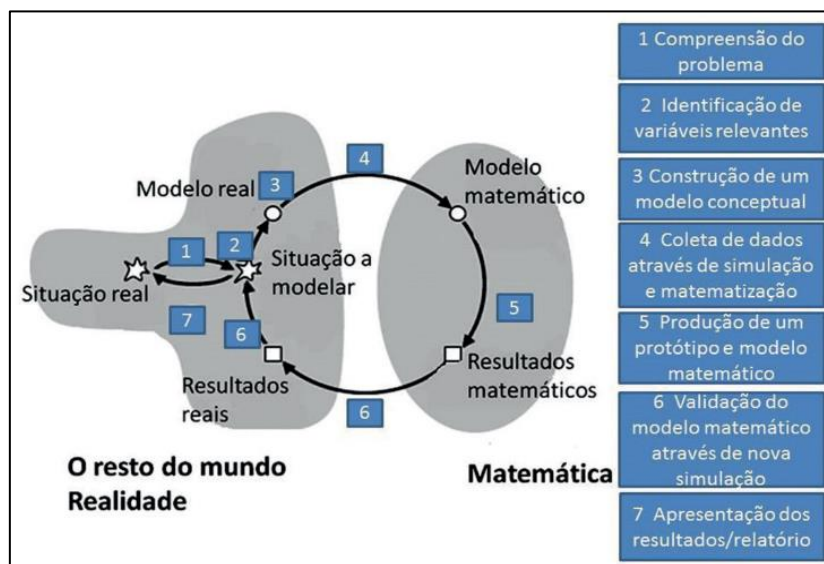 Modelo real
3
4
Modelo
matemático
1
2
Situação real
Situação a
modelar
7
6
5
Resultados
reais
Resultados
matemáticos
6
O resto do mundo
Realidade
Matemática
1 Compreensão do
problema
2 Identificação de
variáveis relevantes
3 Construção de um
modelo conceptual
4 Coleta de dados
através de simulação
e matematização
5 Produção de um
protótipo e modelo
matemático
6 Validação do
modelo matemático
através de nova
simulação
7 Apresentação dos
resultados/relatório